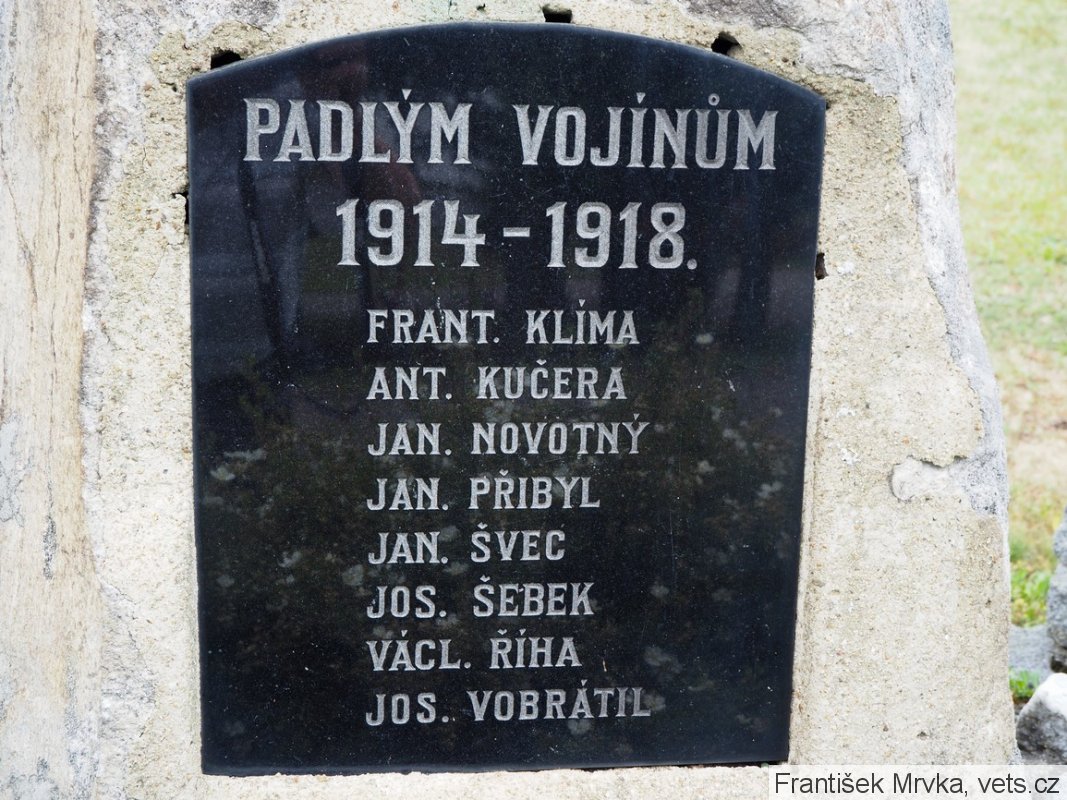 PADLÝM VOJÍNŮM
1914 - 1918.
FRANT. KLÍMA
ANT. KUČERA
JAN. NOVOTNÝ
JAN. PŘIBYL
JAN. ŠVEC
JOS. ŠEBEK
VÁCL. ŘÍHA
JOS. VOBRÁTIL
František Mrvka, vets.cz